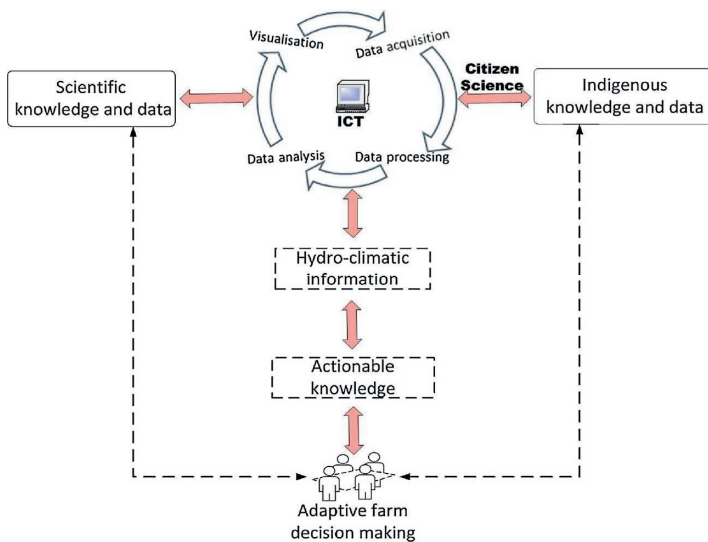 Visualisation
Data acquisition
Citizen
Science
Scientific
knowledge and data
ICT
Indigenous
knowledge and data
Data analysis
Data processing
Hydro-climatic
information
Actionable
knowledge
Adaptive farm
decision making